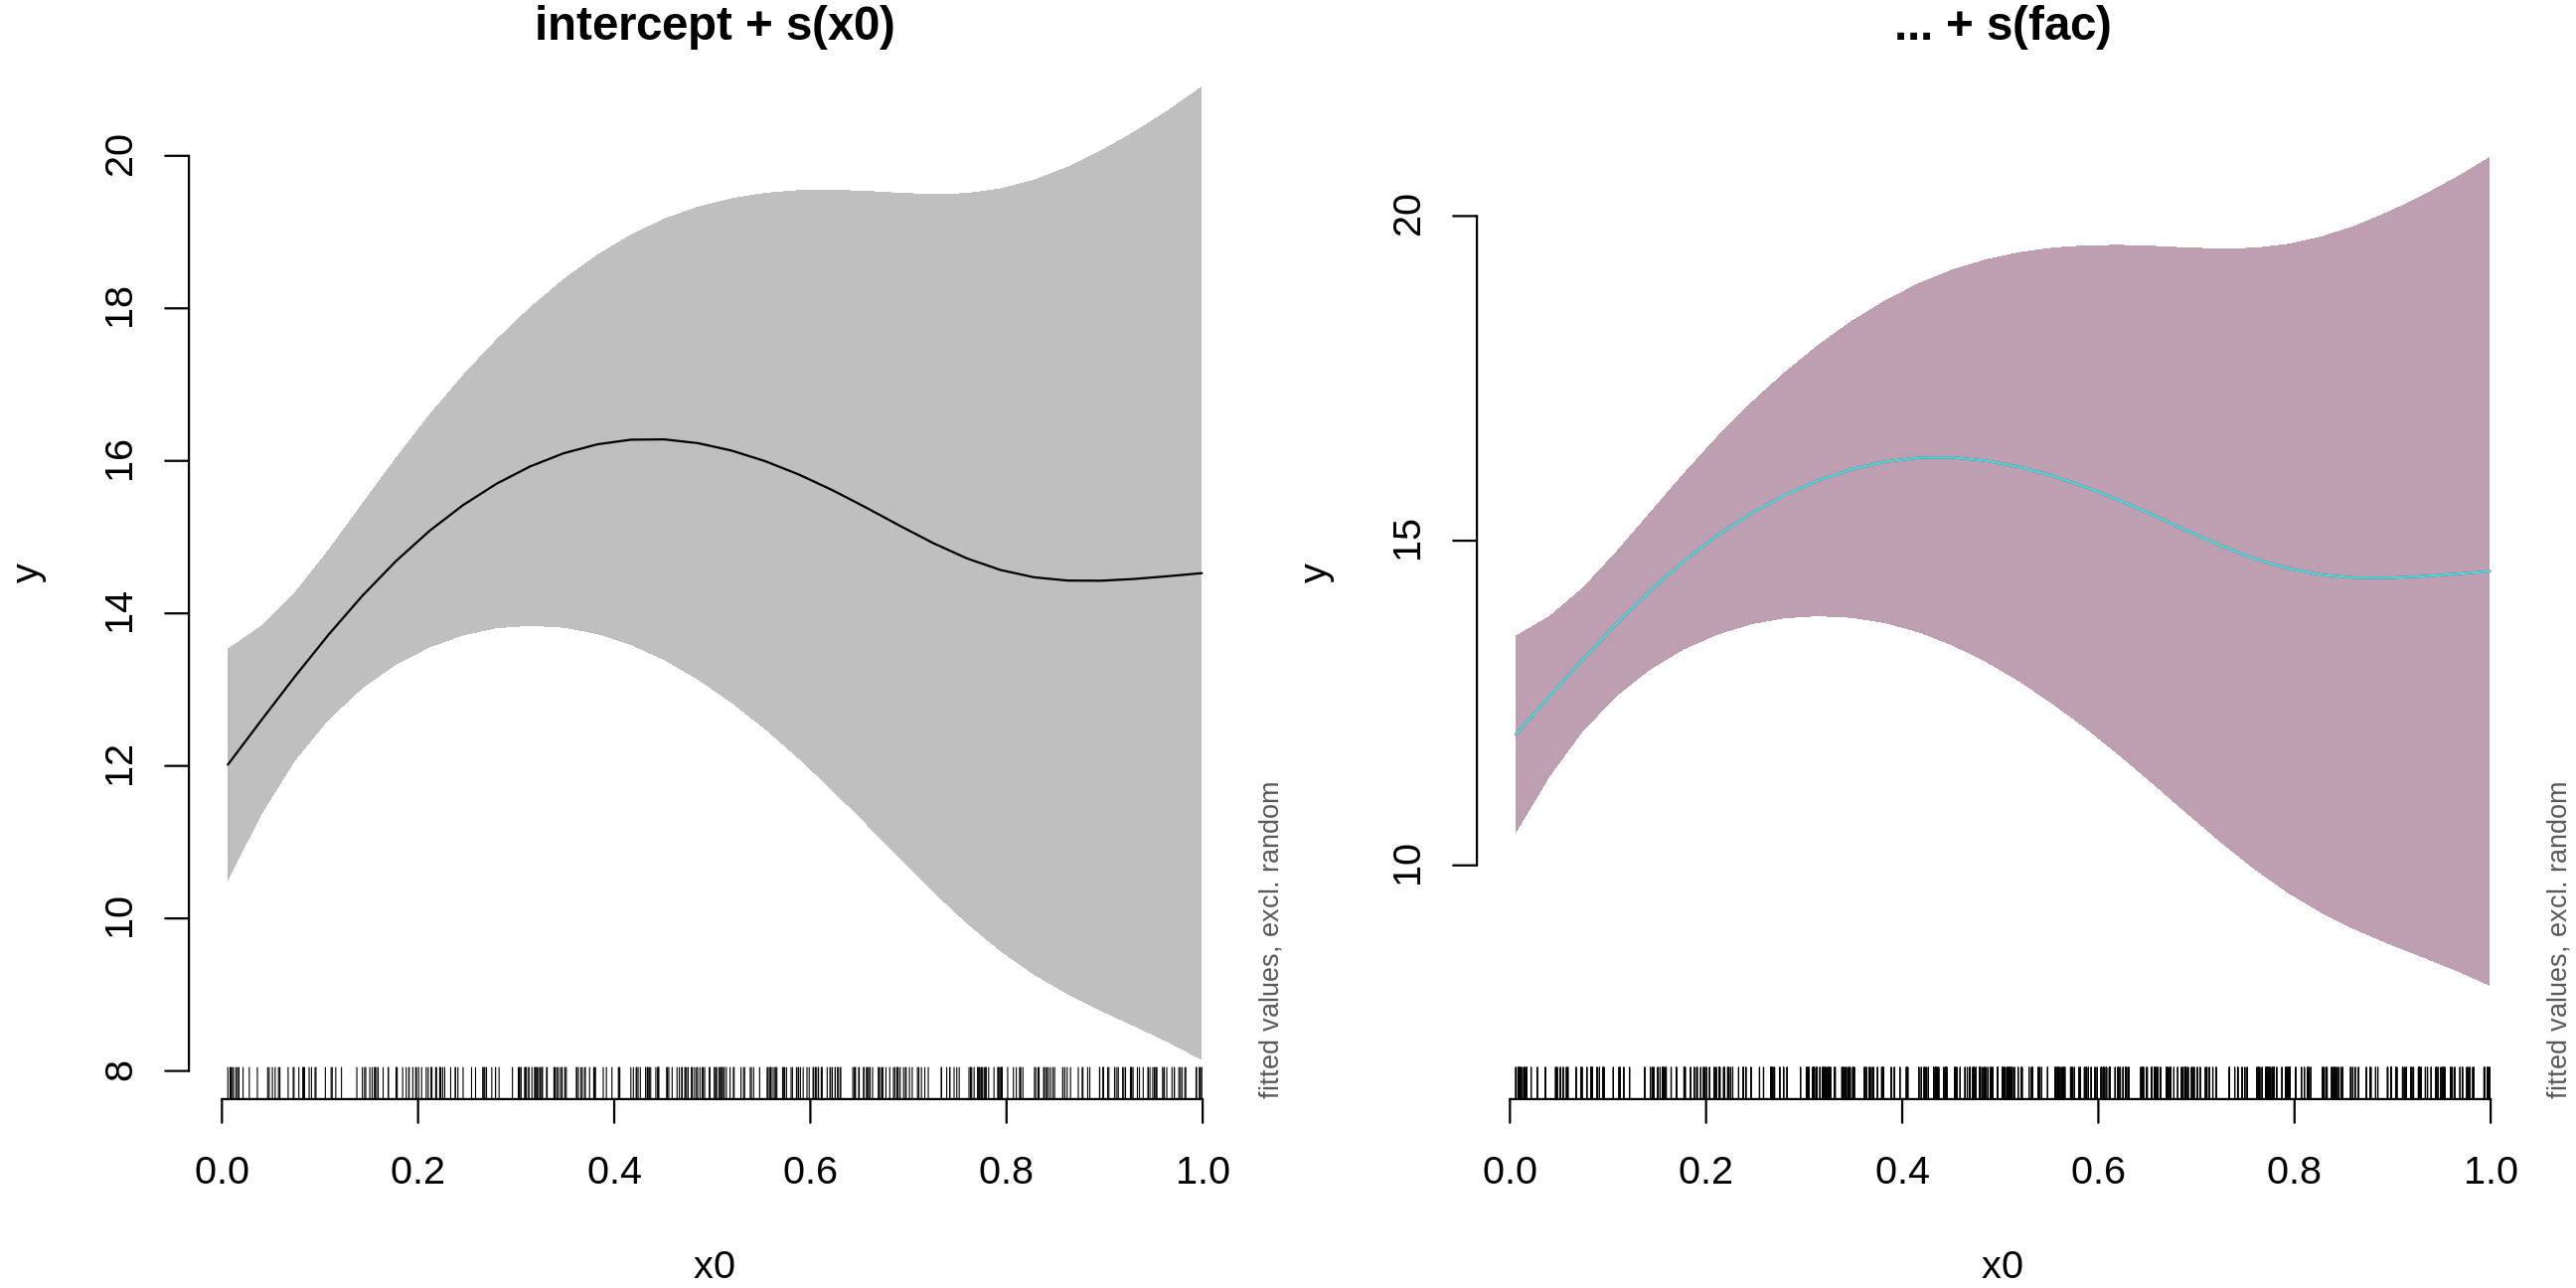 intercept + s(x0)
y
20
18
16
14
12
10
8
0.0 0.2 0.4 0.6 0.8 1.0
x0
fitted values, excl. random
... + s(fac)
y
20
15
10
0.0 0.2 0.4 0.6 0.8 1.0
x0
fitted values, excl. random